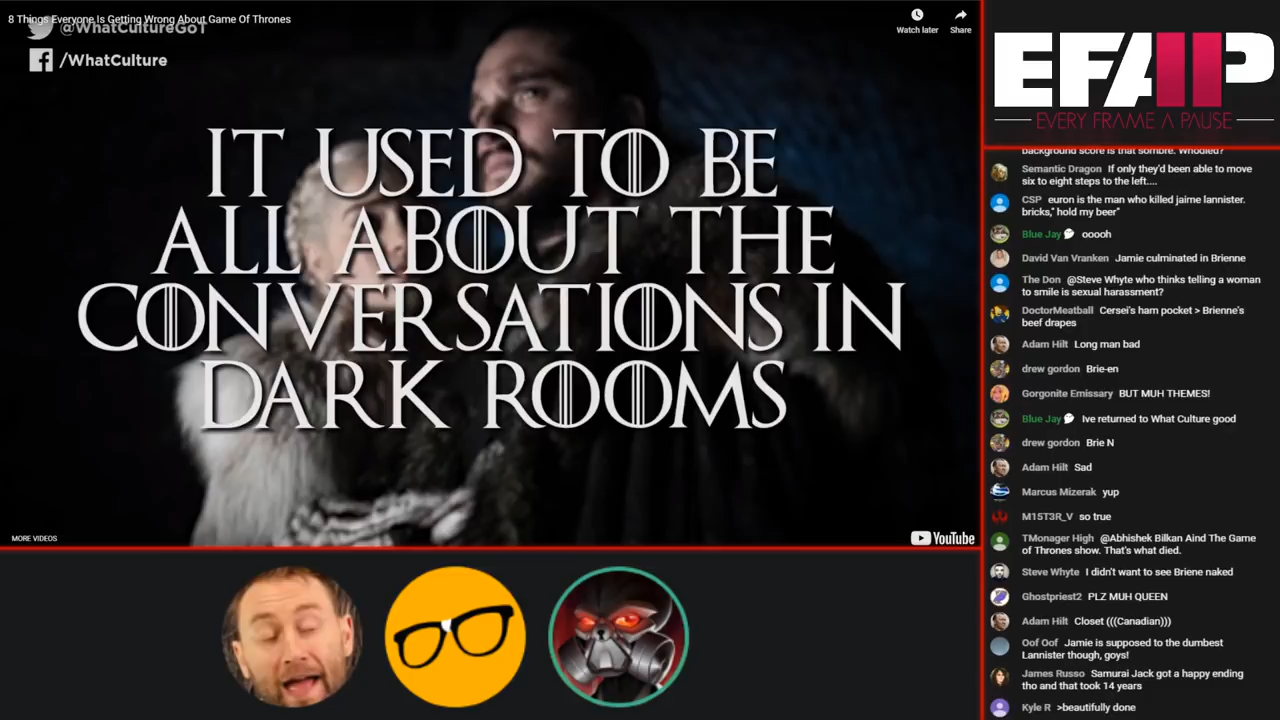 8 Things Everyone Is Getting Wrong About Game Of Thrones
@WhatCultureGoT
/WhatCulture
Watch later
Share
IT USED TO BE
ALL ABOUT THE
CONVERSATIONS IN
DARK ROOMS
MORE VIDEOS
YouTube
EFAP
EVERY FRAME A PAUSE
background score is that sombre. Whooled?
Semantic Dragon If only they'd been able to move
six to eight steps to the left....
CSP euron is the man who killed jaime lannister.
bricks," hold my beer"
Blue Jay ooooh
David Van Vranken Jamie culminated in Brienne
The Don @Steve Whyte who thinks telling a woman
to smile is sexual harassment?
DoctorMeatball Cersei's ham pocket > Brienne's
beef drapes
Adam Hilt Long man bad
drew gordon Brie-en
Gorgonite Emissary BUT MUH THEMES!
Blue Jay Ive returned to What Culture good
drew gordon Brie N
Adam Hilt Sad
Marcus Mizerak yup
M15T3R_V so true
TMonager High @Abhishek Bilkan Aind The Game
of Thrones show. That's what died.
Steve Whyte I didn't want to see Briene naked
Ghostpriest2 PLZ MUH QUEEN
Adam Hilt Closet (((Canadian)))
Oof Oof Jamie is supposed to the dumbest
Lannister though, goys!
James Russo Samurai Jack got a happy ending
tho and that took 14 years
Kyle R >beautifully done